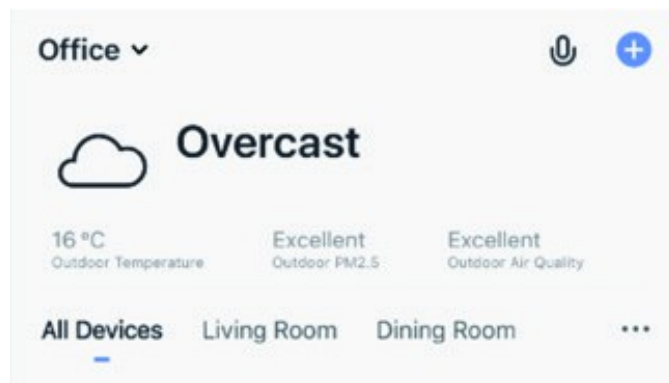 Office
Overcast
16 °C Excellent Excellent
Outdoor Temperature Outdoor PM2.5 Outdoor Air Quality
All Devices Living Room Dining Room ...